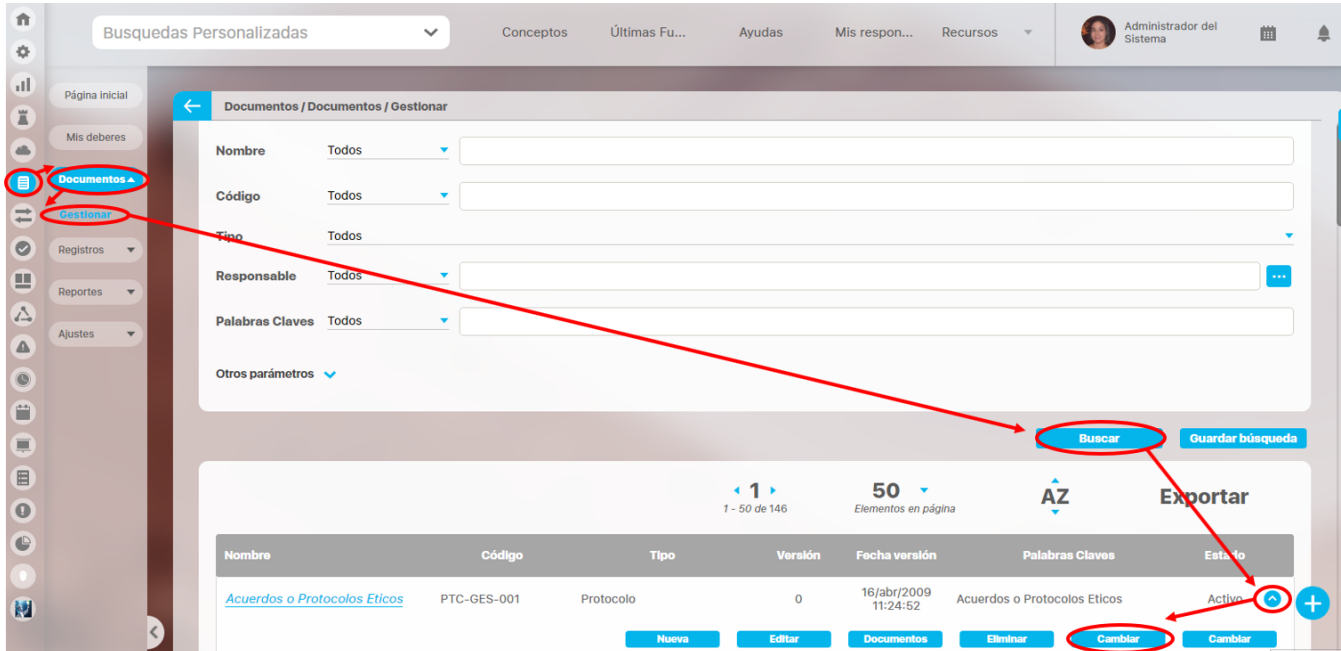 Busquedas Personalizadas
Conceptos
Últimas Fu...
Ayudas
Mis respon...
Recursos
Administrador del
Sistema
Página inicial
Mis deberes
Documentos
Gestionar
Registros
Reportes
Ajustes
Documentos / Documentos / Gestionar
Nombre Todos
Código Todos
Tipo Todos
Responsable Todos
...
Palabras Claves Todos
Otros parámetros
Buscar
Guardar búsqueda
1
1 - 50 de 146
50
Elementos en página
AZ
Exportar
Nombre Código Tipo Versión Fecha versión Palabras Claves Estado
Acuerdos o Protocolos Eticos PTC-GES-001 Protocolo 0 16/abr/2009
11:24:52
Acuerdos o Protocolos Eticos Activo
Nueva Editar Documentos Eliminar Cambiar Cambiar